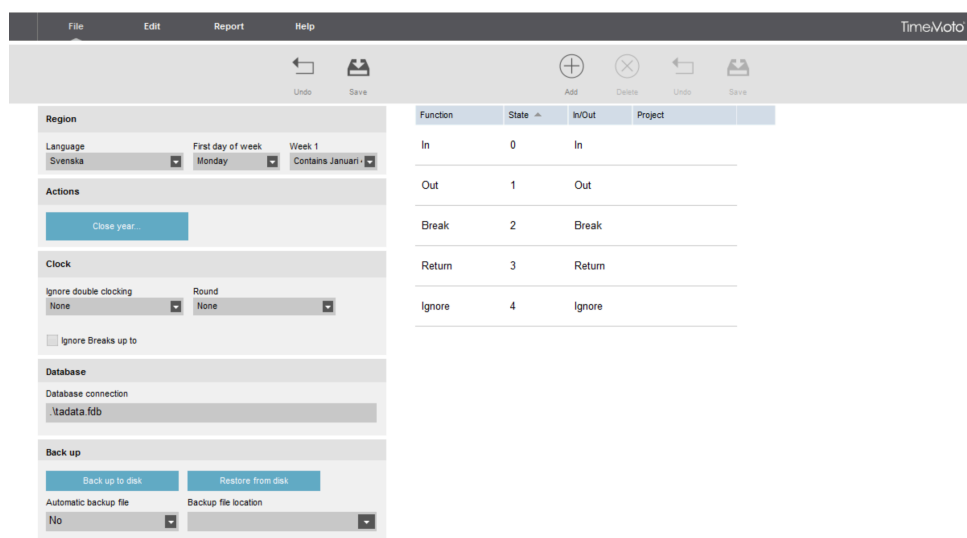 File Edit Report Help TimeMoto
Undo Save Add Delete Undo Save
Region
Language First day of week Week 1
Svenska Monday Contains Januari
Actions
Close year...
Clock
Ignore double clocking Round
None None
Ignore Breaks up to
Database
Database connection
.\tadata.fdb
Back up
Back up to disk Restore from disk
Automatic backup file Backup file location
No
Function State In/Out Project
In 0 In
Out 1 Out
Break 2 Break
Return 3 Return
Ignore 4 Ignore